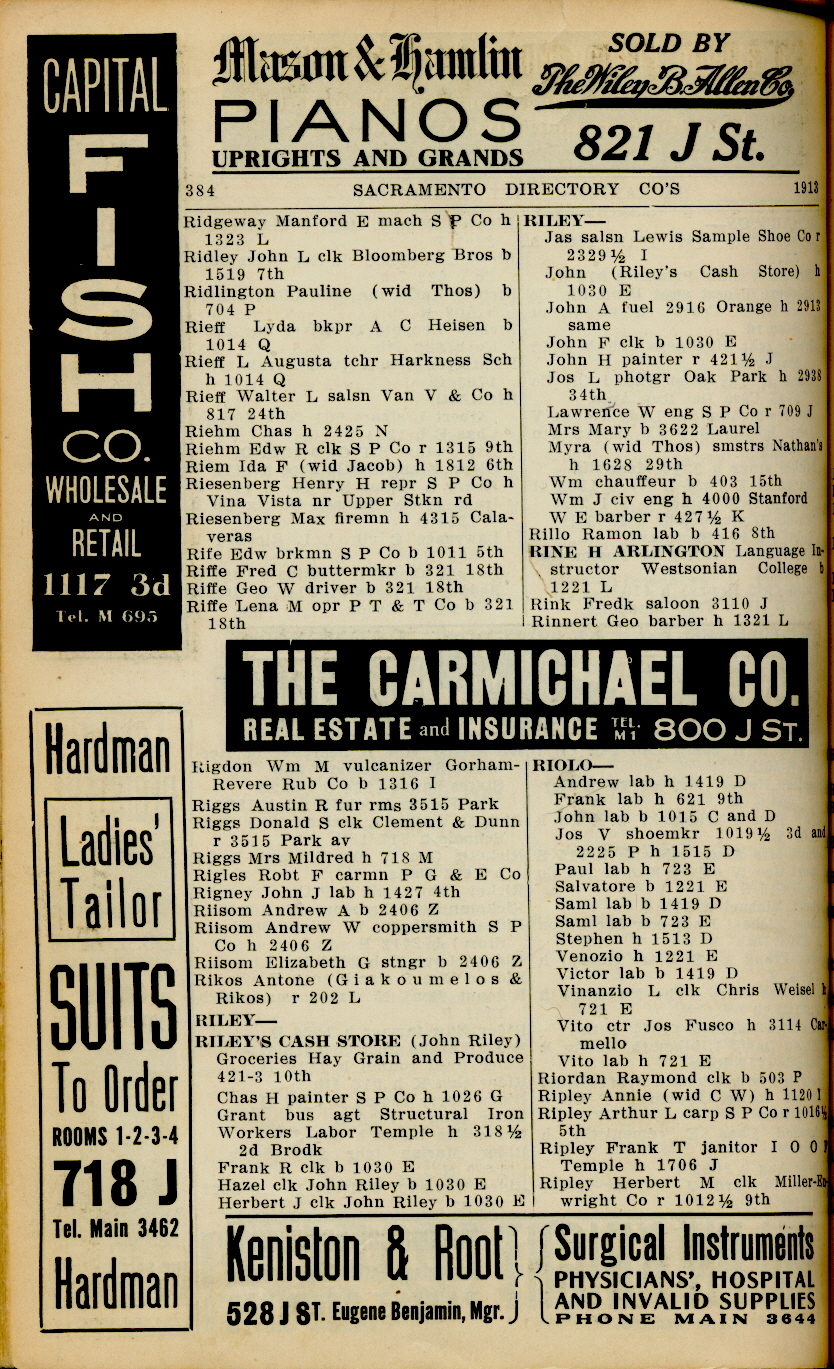 CAPITAL
FISH
CO.
WHOLESALE
AND
RETAIL
1117 3d
Tel. M 695
Mason & Hamlin
PIANOS
UPRIGHTS AND GRANDS
SOLD BY
The Wiley B. Allen Co.
821 J St.
384 SACRAMENTO DIRECTORY CO'S 1913
Ridgeway Manford E mach S P Co h
1323 L
Ridley John L clk Bloomberg Bros b
1519 7th
Ridlington Pauline (wid Thos) b
704 P
Rieff Lyda bkpr A C Heisen b
1014 Q
Rieff L Augusta tchr Harkness Sch
h 1014 Q
Rieff Walter L salsn Van V & Co h
817 24th
Riehm Chas h 2425 N
Riehm Edw R clk S P Co r 1315 9th
Riem Ida F (wid Jacob) h 1812 6th
Riesenberg Henry H repr S P Co h
Vina Vista nr Upper Stkn rd
Riesenberg Max firemn h 4315 Cala-
veras
Rife Edw brkmn S P Co b 1011 5th
Riffe Fred C buttermkr b 321 18th
Riffe Geo W driver b 321 18th
Riffe Lena M opr P T & T Co b 321
18th
RILEY—
Jas salsn Lewis Sample Shoe Co r
2329½ I
John (Riley's Cash Store) h
1030 E
John A fuel 2916 Orange h 2913
same
John F clk b 1030 E
John H painter r 421½ J
Jos L photgr Oak Park h 2938
34th
Lawrence W eng S P Co r 709 J
Mrs Mary b 3622 Laurel
Myra (wid Thos) smstrs Nathan's
h 1628 29th
Wm chauffeur b 403 15th
Wm J civ eng h 4000 Stanford
W E barber r 427½ K
Rillo Ramon lab b 416 8th
RINE H ARLINGTON Language In-
structor Westsonian College b
1221 L
Rink Fredk saloon 3110 J
Rinnert Geo barber h 1321 L
THE CARMICHAEL CO.
REAL ESTATE and INSURANCE TEL. M 1 800 J ST.
Hardman
Ladies'
Tailor
SUITS
To Order
ROOMS 1-2-3-4
718 J
Tel. Main 3462
Hardman
Rigdon Wm M vulcanizer Gorham-
Revere Rub Co b 1316 I
Riggs Austin R fur rms 3515 Park
Riggs Donald S clk Clement & Dunn
r 3515 Park av
Riggs Mrs Mildred h 718 M
Rigles Robt F carmn P G & E Co
Rigney John J lab h 1427 4th
Riisom Andrew A b 2406 Z
Riisom Andrew W coppersmith S P
Co h 2406 Z
Riisom Elizabeth G stngr b 2406 Z
Rikos Antone (Giakoumelos &
Rikos) r 202 L
RILEY—
RILEY'S CASH STORE (John Riley)
Groceries Hay Grain and Produce
421-3 10th
Chas H painter S P Co h 1026 G
Grant bus agt Structural Iron
Workers Labor Temple h 318½
2d Brodk
Frank R clk b 1030 E
Hazel clk John Riley b 1030 E
Herbert J clk John Riley b 1030 E
RIOLO—
Andrew lab h 1419 D
Frank lab h 621 9th
John lab b 1015 C and D
Jos V shoemkr 1019½ 3d and
2225 P h 1515 D
Paul lab h 723 E
Salvatore b 1221 E
Saml lab b 1419 D
Saml lab b 723 E
Stephen h 1513 D
Venozio h 1221 E
Victor lab b 1419 D
Vinanzio L clk Chris Weisel h
721 E
Vito ctr Jos Fusco h 3114 Car-
mello
Vito lab h 721 E
Riordan Raymond clk b 503 P
Ripley Annie (wid C W) h 1120 I
Ripley Arthur L carp S P Co r 1016½
5th
Ripley Frank T janitor I O O F
Temple h 1706 J
Ripley Herbert M clk Miller-En-
wright Co r 1012½ 9th
Keniston & Root
528 J ST. Eugene Benjamin, Mgr.
Surgical Instruments
PHYSICIANS', HOSPITAL
AND INVALID SUPPLIES
PHONE MAIN 3644